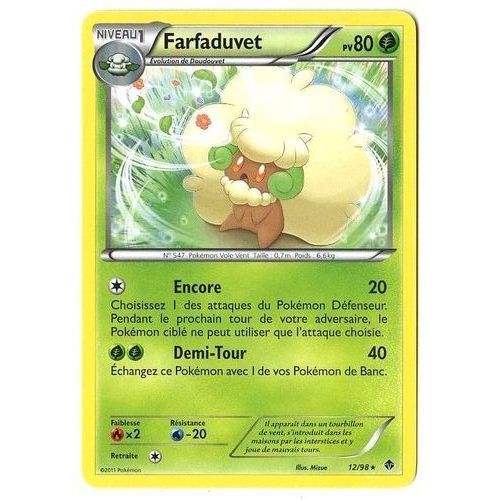 NIVEAU 1
Farfaduvet
PV80
Évolution de Doudouvet
N° 547 Pokémon Vole Vent Taille : 0,7m Poids : 6,6kg
Encore 20
Choisissez 1 des attaques du Pokémon Défenseur.
Pendant le prochain tour de votre adversaire, le
Pokémon ciblé ne peut utiliser que l'attaque choisie.
Demi-Tour 40
Échangez ce Pokémon avec 1 de vos Pokémon de Banc.
Faiblesse
×2
Résistance
-20
Retraite
Il apparaît dans un tourbillon
de vent, s'introduit dans les
maisons par les interstices et y
joue de mauvais tours.
©2011 Pokémon
Illus. Mizue
12/98 ★